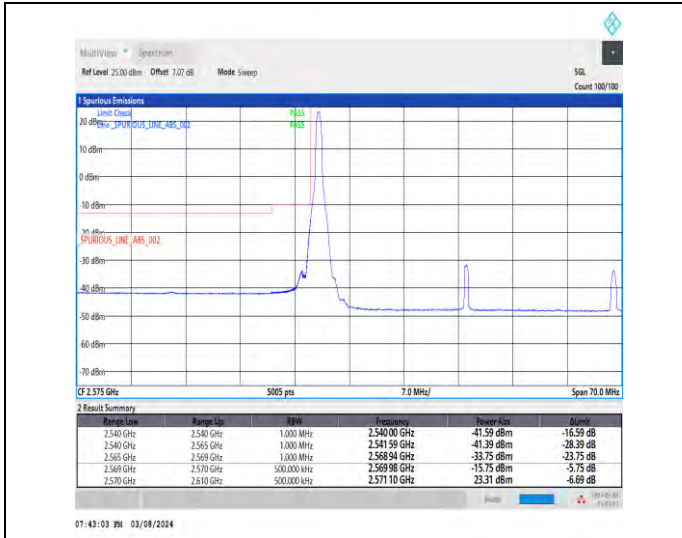 MultiView Spectrum
Ref Level 25.00 dBm Offset 7.07 dB Mode Sweep SGL
Count 100/100
1 Spurious Emissions
Limit Check PASS
Line _SPURIOUS_LINE_ABS_002 PASS
20 dBm
10 dBm
0 dBm
-10 dBm
-20 dBm
_SPURIOUS_LINE_ABS_002
-30 dBm
-40 dBm
-50 dBm
-60 dBm
-70 dBm
CF 2.575 GHz 5005 pts 7.0 MHz/ Span 70.0 MHz
2 Result Summary
Range Low Range Up RBW Frequency Power Abs ΔLimit
2.540 GHz 2.540 GHz 1.000 MHz 2.540 00 GHz -41.59 dBm -16.59 dB
2.540 GHz 2.565 GHz 1.000 MHz 2.541 59 GHz -41.39 dBm -28.39 dB
2.565 GHz 2.569 GHz 1.000 MHz 2.568 94 GHz -33.75 dBm -23.75 dB
2.569 GHz 2.570 GHz 500.000 kHz 2.569 98 GHz -15.75 dBm -5.75 dB
2.570 GHz 2.610 GHz 500.000 kHz 2.571 10 GHz 23.31 dBm -6.69 dB
07:43:03 PM 03/08/2024